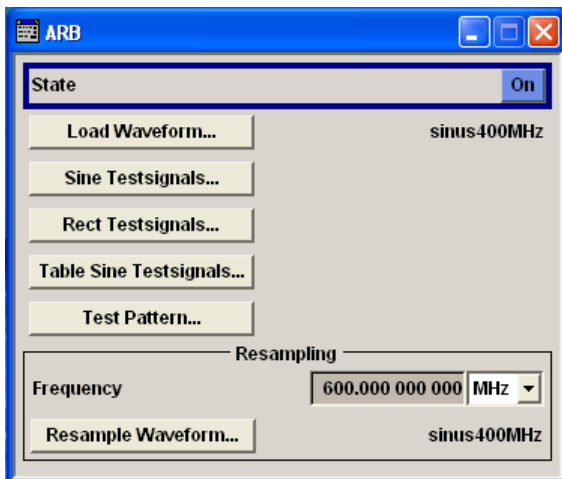 ARB
State On
Load Waveform... sinus400MHz
Sine Testsignals...
Rect Testsignals...
Table Sine Testsignals...
Test Pattern...
Resampling
Frequency 600.000 000 000 MHz
Resample Waveform... sinus400MHz